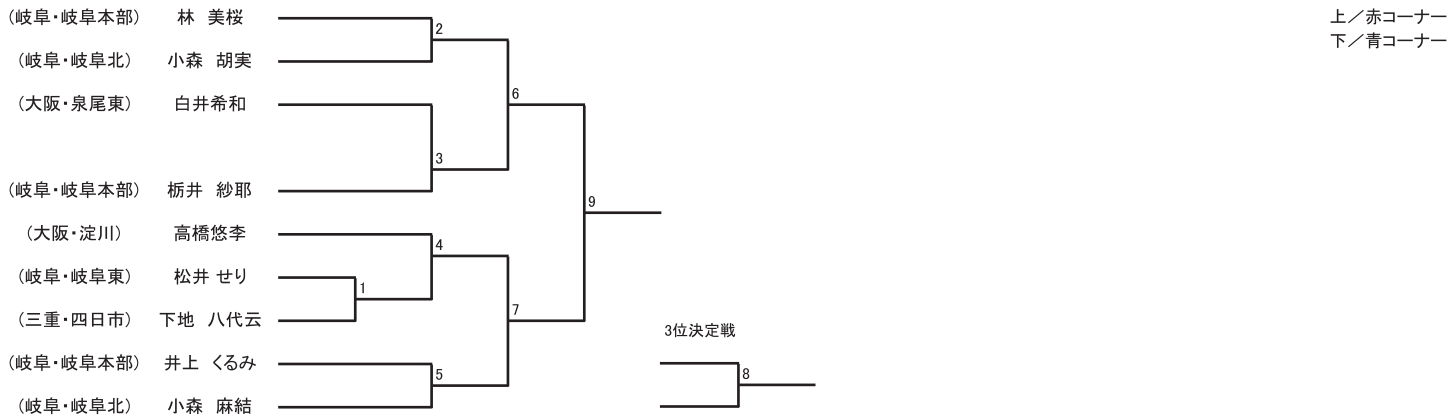 (岐阜・岐阜本部) 林 美桜
上／赤コーナー
2
下／青コーナー
(岐阜・岐阜北) 小森 胡実
6
(大阪・泉尾東) 白井希和
3
(岐阜・岐阜本部) 栃井 紗耶
9
(大阪・淀川) 高橋悠李
4
(岐阜・岐阜東) 松井 せり
1
7
(三重・四日市) 下地 八代云
3位決定戦
(岐阜・岐阜本部) 井上 くるみ
5
8
(岐阜・岐阜北) 小森 麻結